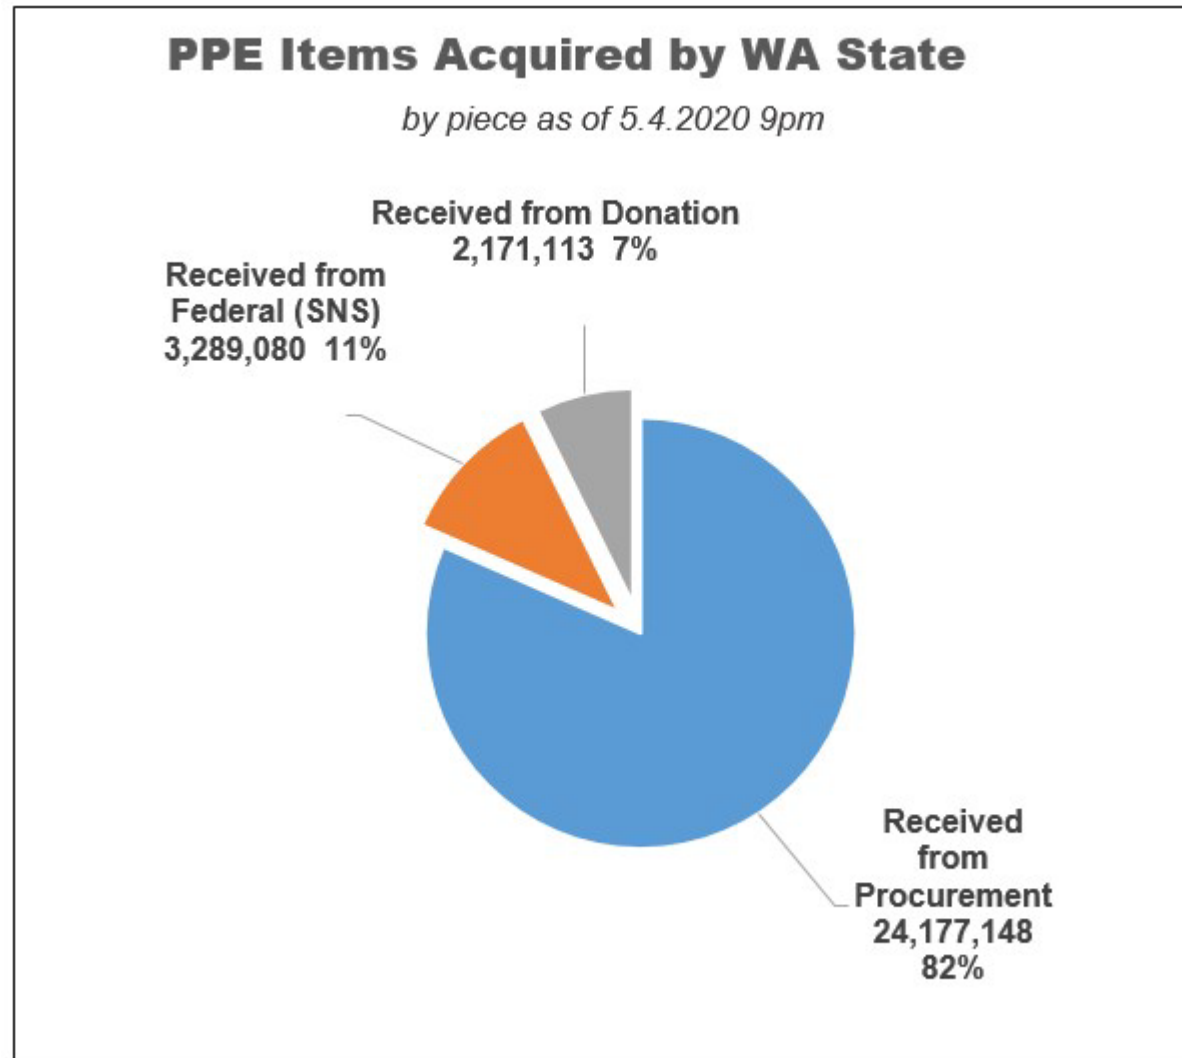 PPE Items Acquired by WA State
by piece as of 5.4.2020 9pm
Received from Donation
2,171,113  7%
Received from
Federal (SNS)
3,289,080  11%
Received
from
Procurement
24,177,148
82%